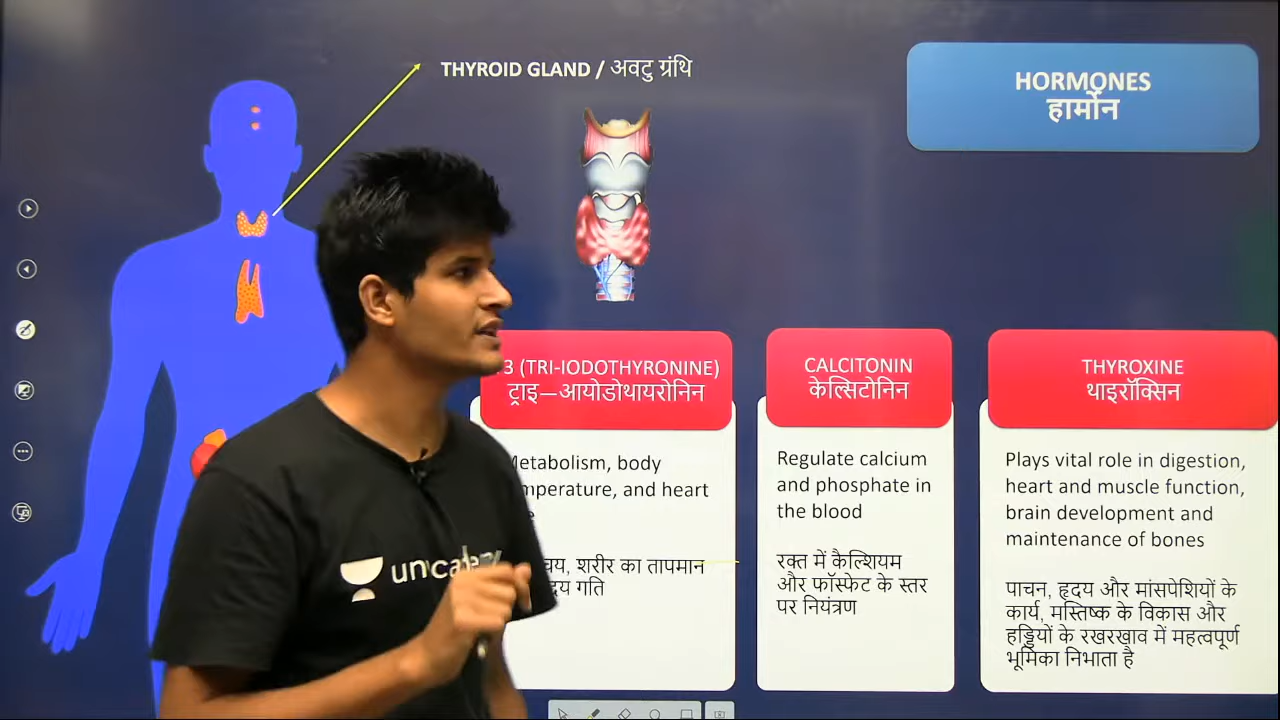 THYROID GLAND / अवटु ग्रंथि
HORMONES
हार्मोन
3 (TRI-IODOTHYRONINE)
ट्राइ—आयोडोथायरोनिन
Metabolism, body
mperature, and heart
e
चय, शरीर का तापमान
दय गति
CALCITONIN
केल्सिटोनिन
Regulate calcium
and phosphate in
the blood
रक्त में कैल्शियम
और फॉस्फेट के स्तर
पर नियंत्रण
THYROXINE
थाइरॉक्सिन
Plays vital role in digestion,
heart and muscle function,
brain development and
maintenance of bones
पाचन, हृदय और मांसपेशियों के
कार्य, मस्तिष्क के विकास और
हड्डियों के रखरखाव में महत्वपूर्ण
भूमिका निभाता है
unacademy